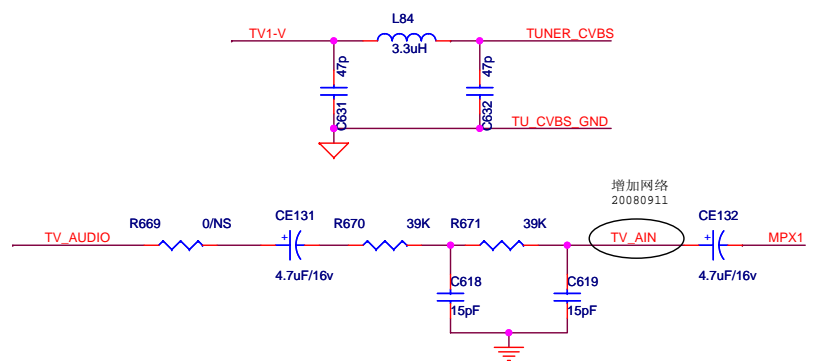 L84
TV1-V
TUNER_CVBS
3.3uH
47p
47p
C631
C632
TU_CVBS_GND
增加网络
20080911
R669
0/NS
CE131
R670
39K
R671
39K
CE132
TV_AUDIO
+
TV_AIN
+
MPX1
4.7uF/16v
4.7uF/16v
C618
C619
15pF
15pF